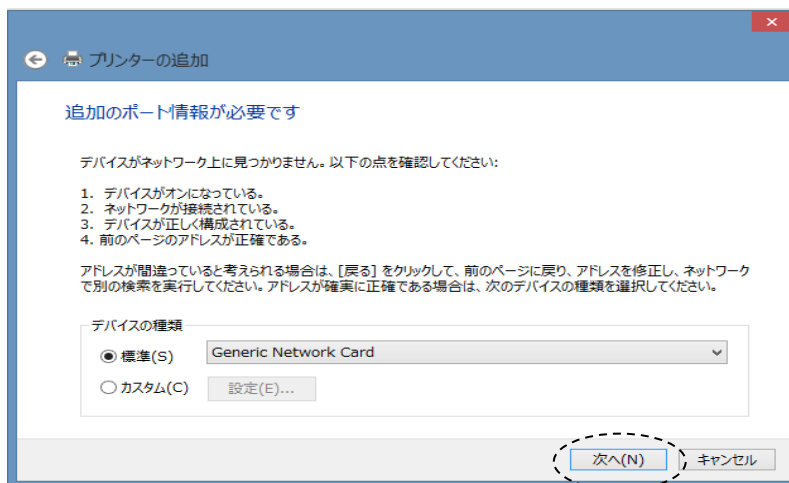 プリンターの追加
追加のポート情報が必要です
デバイスがネットワーク上に見つかりません。以下の点を確認してください:
1. デバイスがオンになっている。
2. ネットワークが接続されている。
3. デバイスが正しく構成されている。
4. 前のページのアドレスが正確である。
アドレスが間違っていると考えられる場合は、[戻る] をクリックして、前のページに戻り、アドレスを修正し、ネットワーク
で別の検索を実行してください。アドレスが確実に正確である場合は、次のデバイスの種類を選択してください。
デバイスの種類
標準(S) Generic Network Card
カスタム(C) 設定(E)...
次へ(N) キャンセル